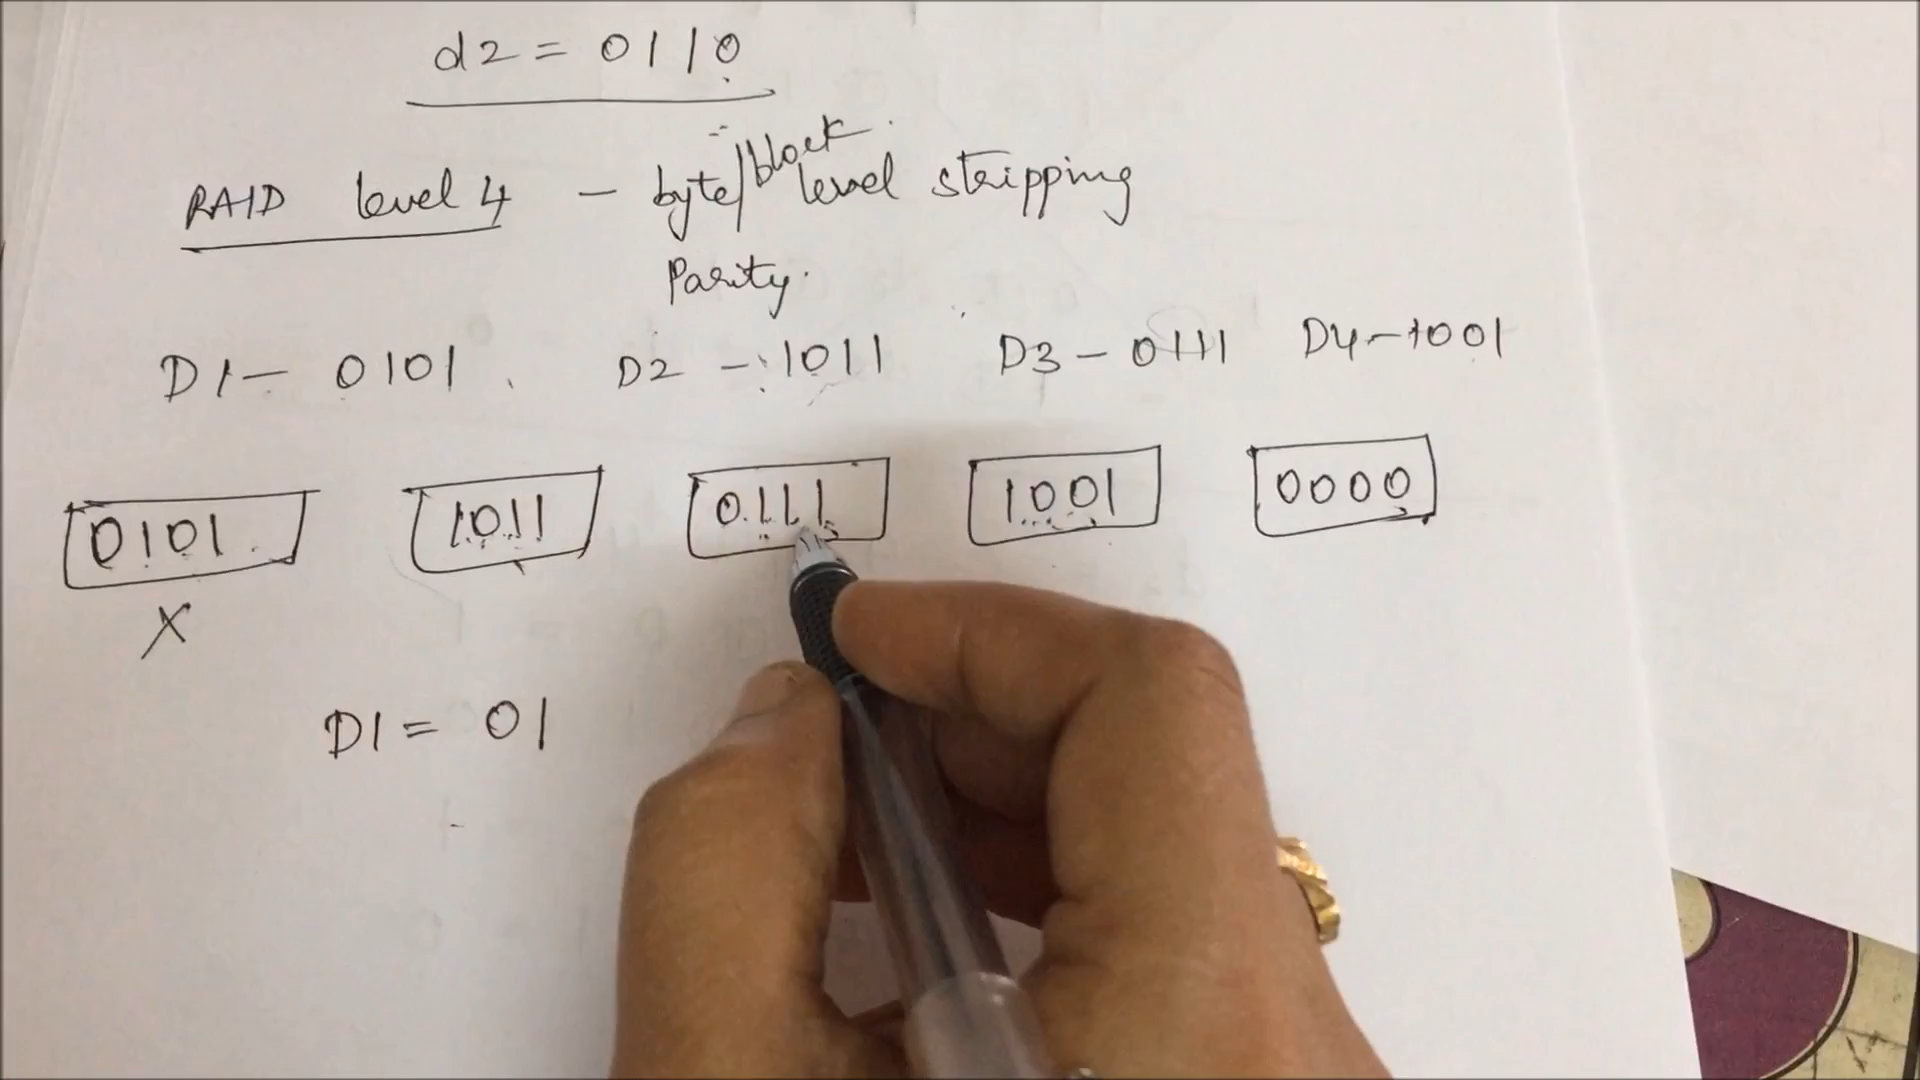 d2 = 0110
RAID level 4 - byte/block level stripping
Parity.
D1 - 0101 D2 - 1011 D3 - 0111 D4 - 1001
0101 1011 0111 1001 0000
X
D1 = 01